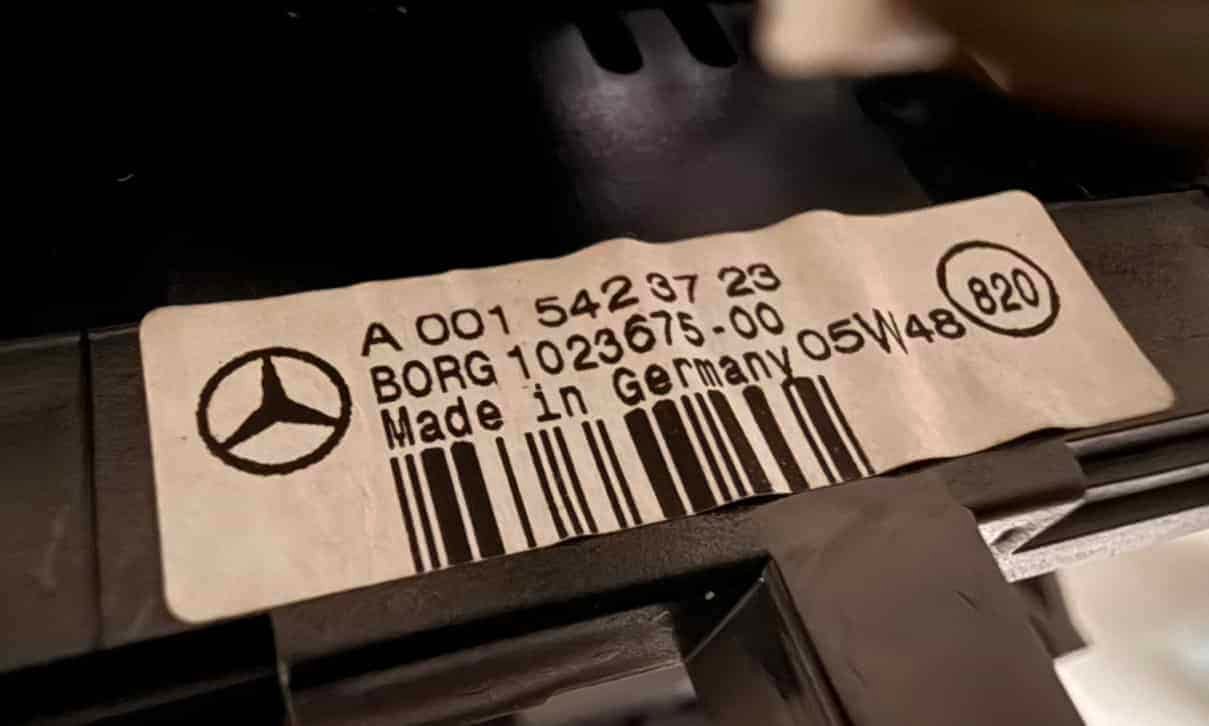 A 001 542 37 23
BORG 1023675-00
Made in Germany 05W48 820